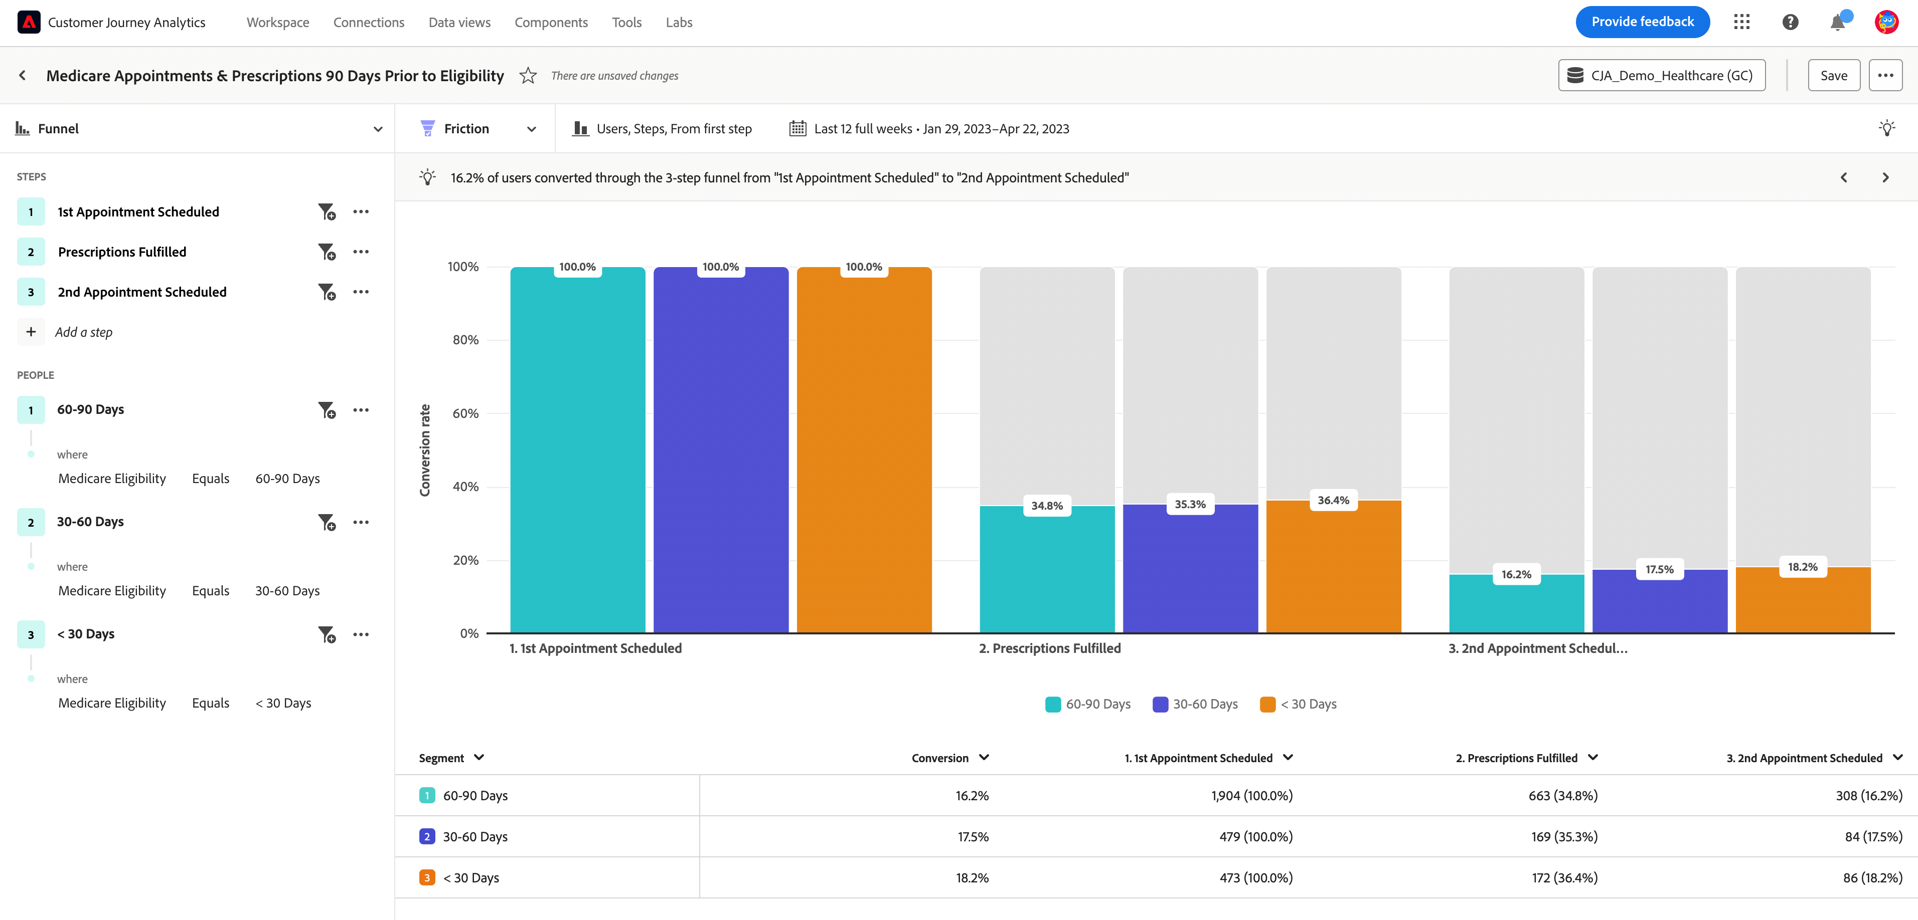 Customer Journey Analytics Workspace Connections Data views Components Tools Labs Provide feedback
Medicare Appointments & Prescriptions 90 Days Prior to Eligibility There are unsaved changes CJA_Demo_Healthcare (GC) Save
Funnel
Friction Users, Steps, From first step Last 12 full weeks • Jan 29, 2023–Apr 22, 2023
16.2% of users converted through the 3-step funnel from "1st Appointment Scheduled" to "2nd Appointment Scheduled"
STEPS
1 1st Appointment Scheduled
2 Prescriptions Fulfilled
3 2nd Appointment Scheduled
+ Add a step
PEOPLE
1 60-90 Days
where
Medicare Eligibility Equals 60-90 Days
2 30-60 Days
where
Medicare Eligibility Equals 30-60 Days
3 < 30 Days
where
Medicare Eligibility Equals < 30 Days
Conversion rate
100%
80%
60%
40%
20%
0%
100.0% 100.0% 100.0%
34.8% 35.3% 36.4%
16.2% 17.5% 18.2%
1. 1st Appointment Scheduled 2. Prescriptions Fulfilled 3. 2nd Appointment Schedul...
60-90 Days 30-60 Days < 30 Days
Segment Conversion 1. 1st Appointment Scheduled 2. Prescriptions Fulfilled 3. 2nd Appointment Scheduled
1 60-90 Days 16.2% 1,904 (100.0%) 663 (34.8%) 308 (16.2%)
2 30-60 Days 17.5% 479 (100.0%) 169 (35.3%) 84 (17.5%)
3 < 30 Days 18.2% 473 (100.0%) 172 (36.4%) 86 (18.2%)